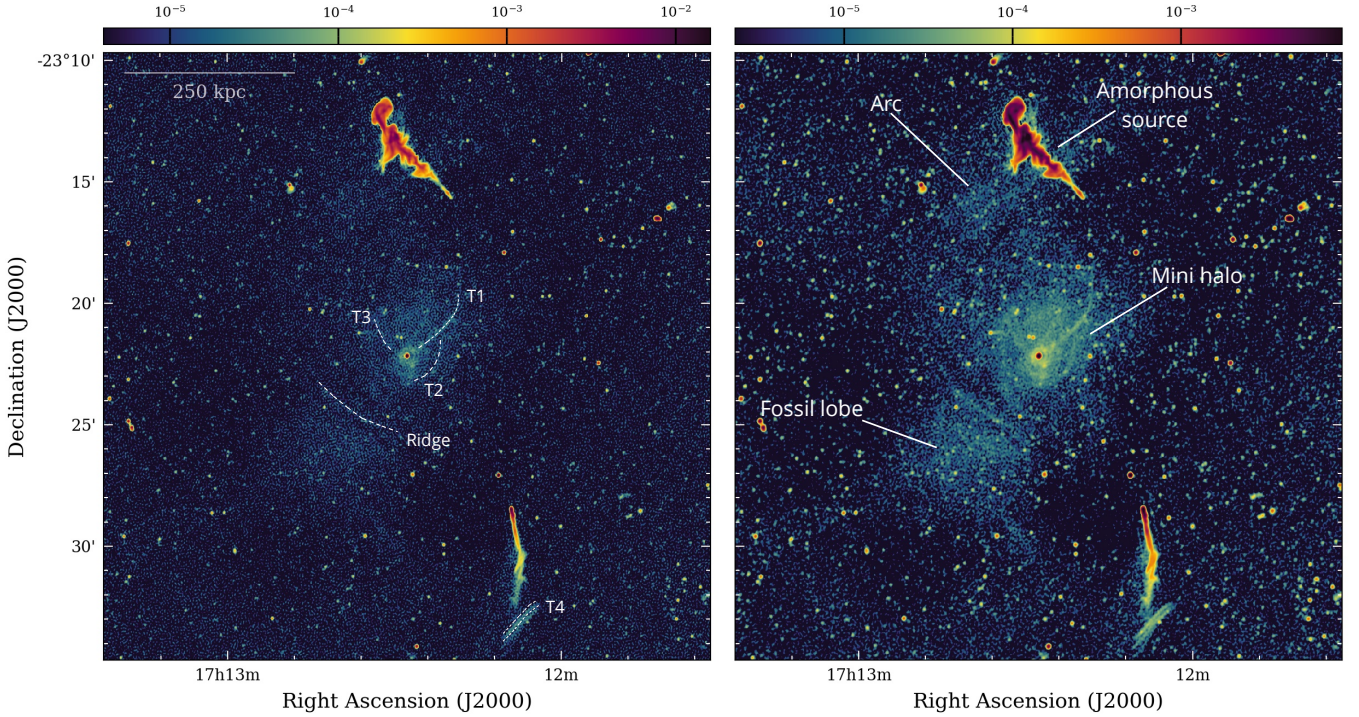 10⁻⁵ 10⁻⁴ 10⁻³ 10⁻²
-23°10'
15'
20'
25'
30'
Declination (J2000)
250 kpc
T1
T3
T2
Ridge
T4
17h13m 12m
Right Ascension (J2000)
10⁻⁵ 10⁻⁴ 10⁻³
Arc
Amorphous
source
Mini halo
Fossil lobe
17h13m 12m
Right Ascension (J2000)